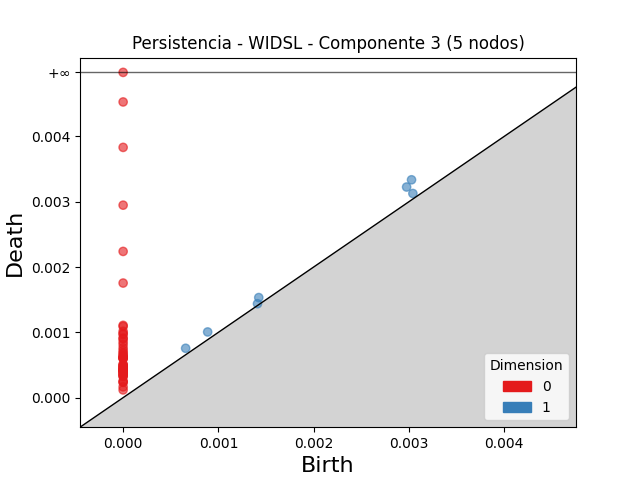 Persistencia - WIDSL - Componente 3 (5 nodos)
+∞
0.004
0.003
0.002
0.001
0.000
Death
Dimension
0
1
0.000 0.001 0.002 0.003 0.004
Birth